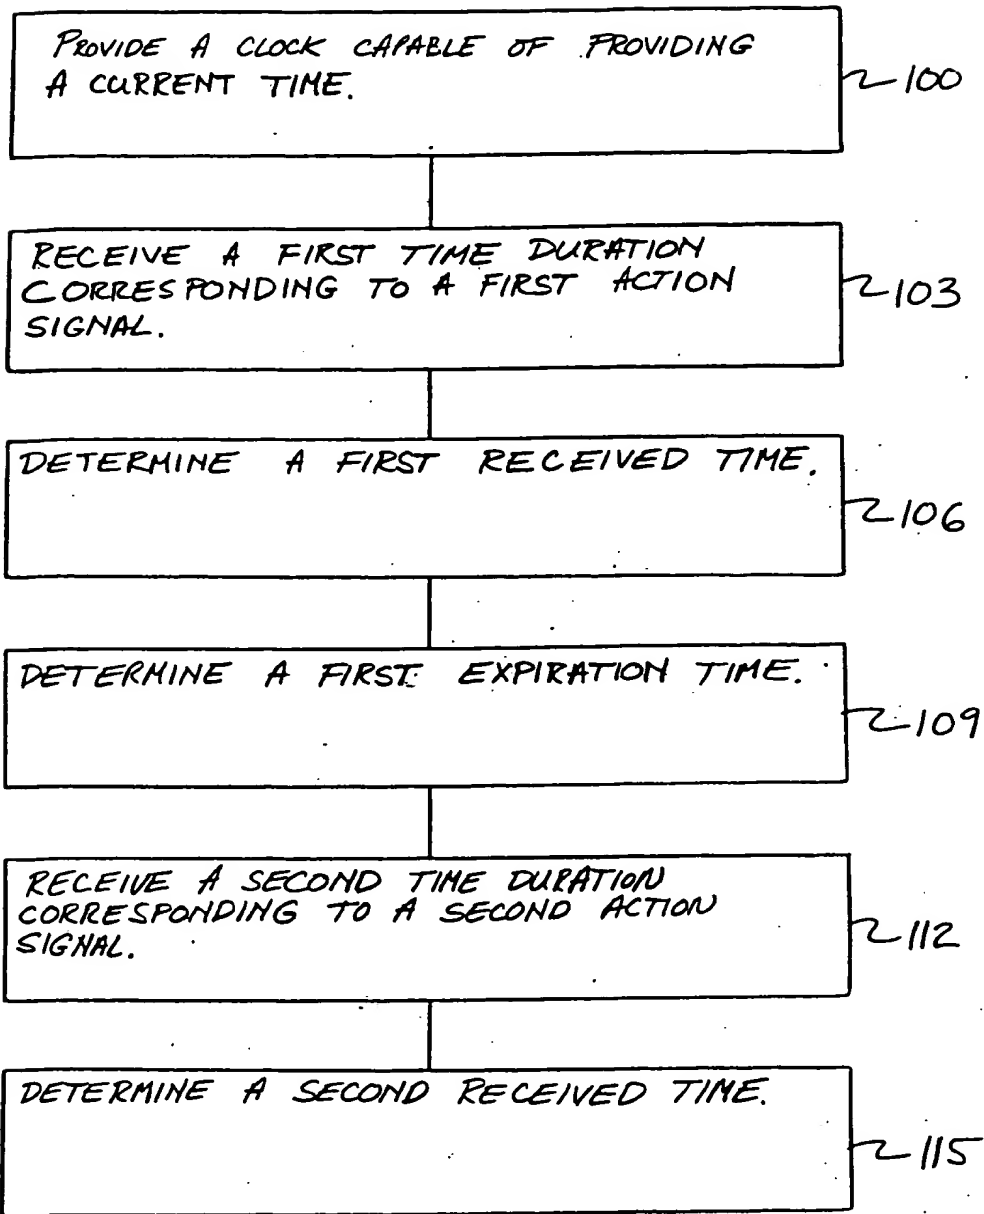 PROVIDE A CLOCK CAPABLE OF PROVIDING
A CURRENT TIME.
100
RECEIVE A FIRST TIME DURATION
CORRESPONDING TO A FIRST ACTION
SIGNAL.
103
DETERMINE A FIRST RECEIVED TIME.
106
DETERMINE A FIRST EXPIRATION TIME.
109
RECEIVE A SECOND TIME DURATION
CORRESPONDING TO A SECOND ACTION
SIGNAL.
112
DETERMINE A SECOND RECEIVED TIME.
115